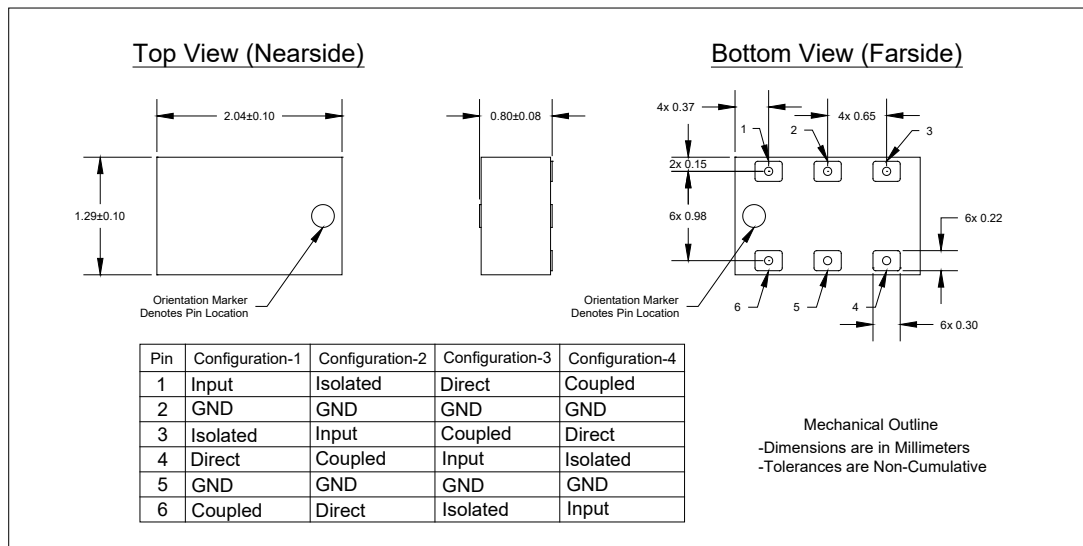 Top View (Nearside)
Bottom View (Farside)
2.04±0.10
0.80±0.08
4x 0.37
4x 0.65
1
2
3
2x 0.15
1.29±0.10
6x 0.98
6x 0.22
Orientation Marker
Denotes Pin Location
Orientation Marker
Denotes Pin Location
6
5
4
6x 0.30
Pin Configuration-1 Configuration-2 Configuration-3 Configuration-4
1 Input Isolated Direct Coupled
2 GND GND GND GND
3 Isolated Input Coupled Direct
4 Direct Coupled Input Isolated
5 GND GND GND GND
6 Coupled Direct Isolated Input
Mechanical Outline
-Dimensions are in Millimeters
-Tolerances are Non-Cumulative